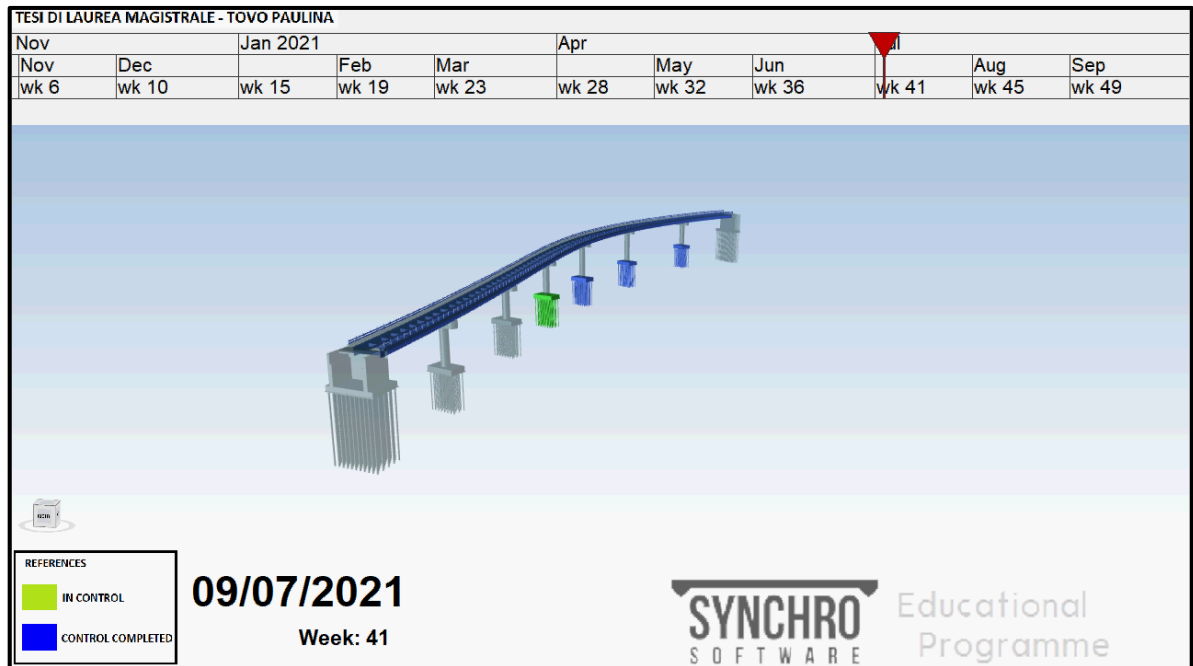 TESI DI LAUREA MAGISTRALE - TOVO PAULINA
Nov Jan 2021 Apr
Nov Dec Feb Mar May Jun Aug Sep
wk 6 wk 10 wk 15 wk 19 wk 23 wk 28 wk 32 wk 36 wk 41 wk 45 wk 49
REFERENCES
IN CONTROL
CONTROL COMPLETED
09/07/2021
Week: 41
SYNCHRO
SOFTWARE
Educational
Programme